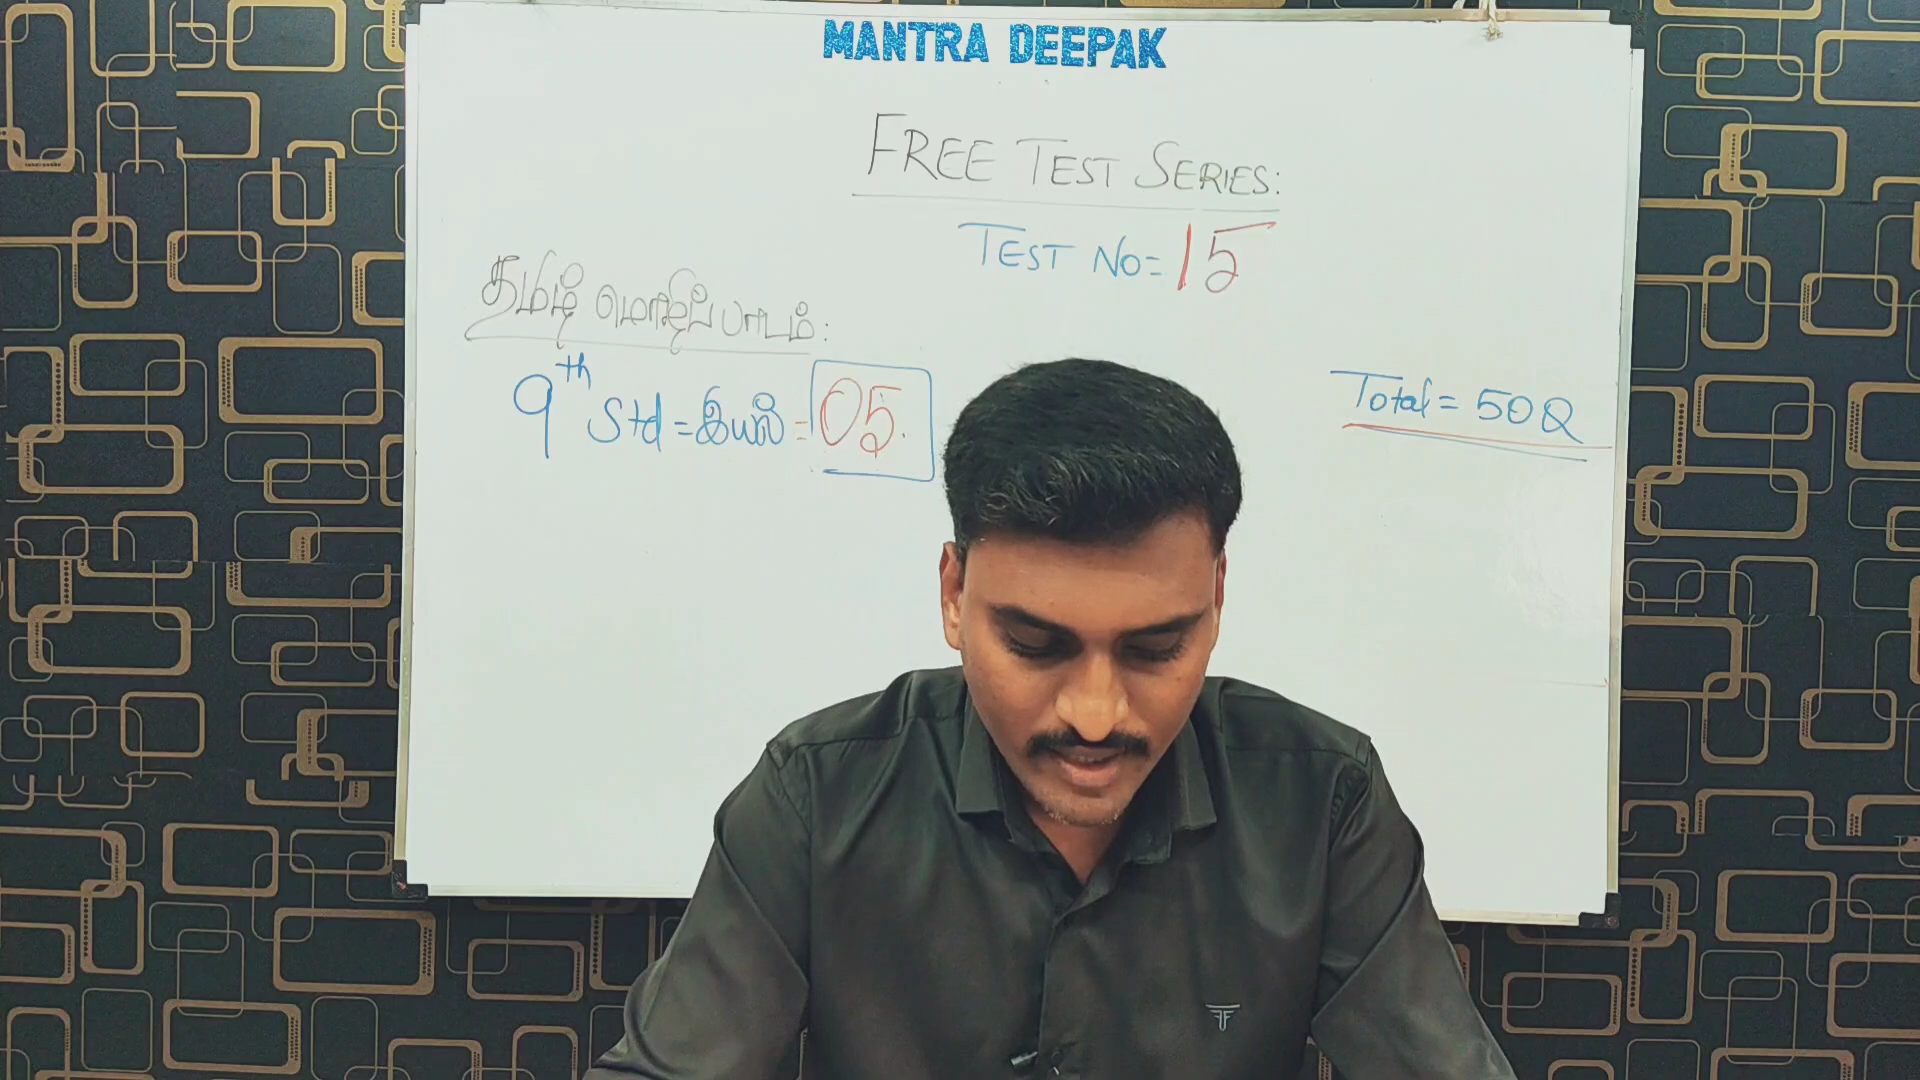 MANTRA DEEPAK
FREE TEST SERIES:
TEST NO=15
தமிழ் மொழிப்பாடம்:
9th Std=இயல்=05.
Total=50Q